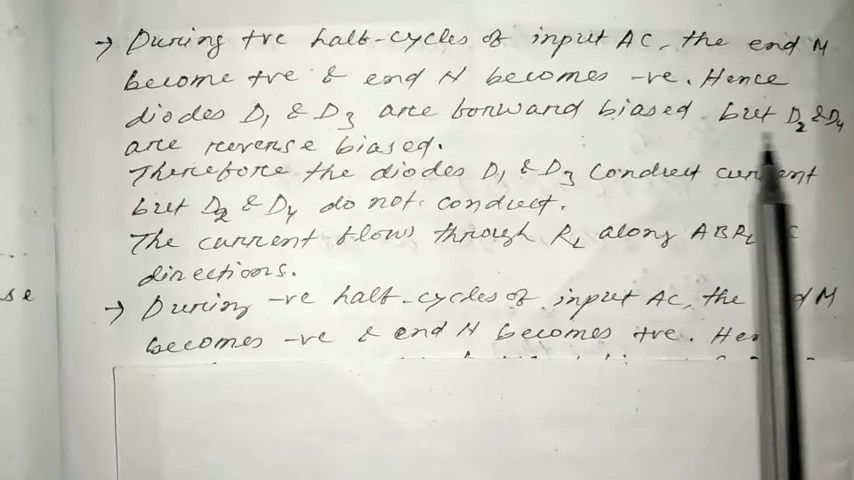 → During +ve half-cycles of input AC, the end M
become +ve & end N becomes -ve. Hence
diodes D1 & D3 are forward biased but D2 & D4
are reverse biased.
Therefore the diodes D1 & D3 conduct current
but D2 & D4 do not conduct.
The current flows through RL along ABRL C
directions.
se
→ During -ve half-cycles of input AC, the end M
becomes -ve & end N becomes +ve.